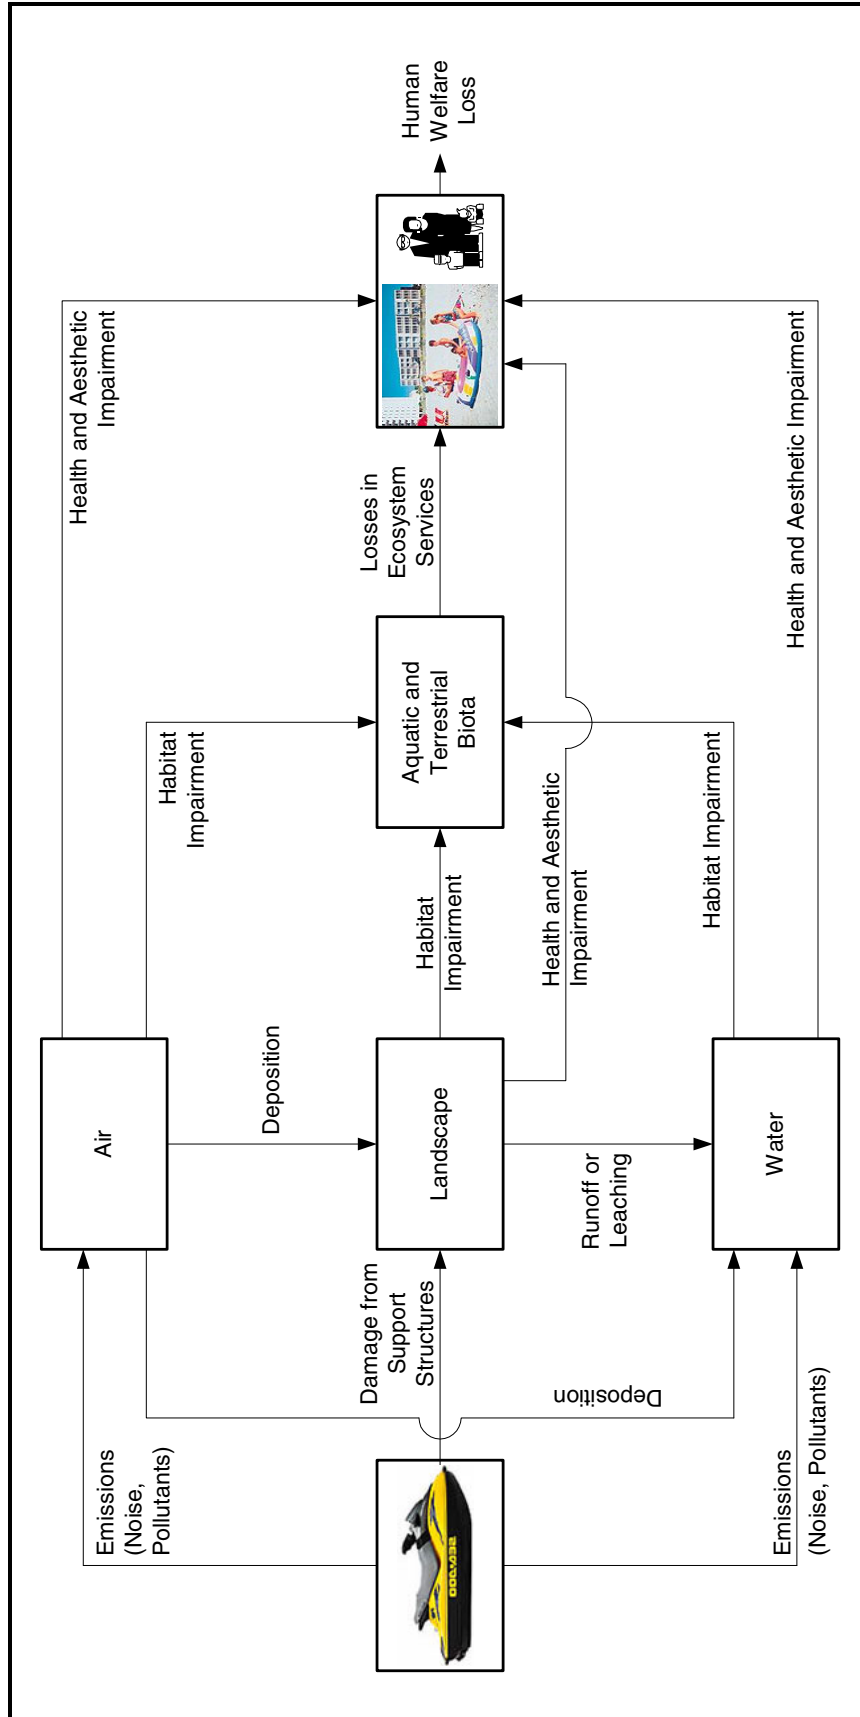 Emissions
(Noise,
Pollutants)
Air
Health and Aesthetic
Impairment
Habitat
Impairment
Deposition
Damage from
Support
Structures
Landscape
Habitat
Impairment
Aquatic and
Terrestrial
Biota
Losses in
Ecosystem
Services
Human
Welfare
Loss
Health and Aesthetic
Impairment
Deposition
Runoff or
Leaching
Emissions
(Noise, Pollutants)
Water
Habitat Impairment
Health and Aesthetic Impairment